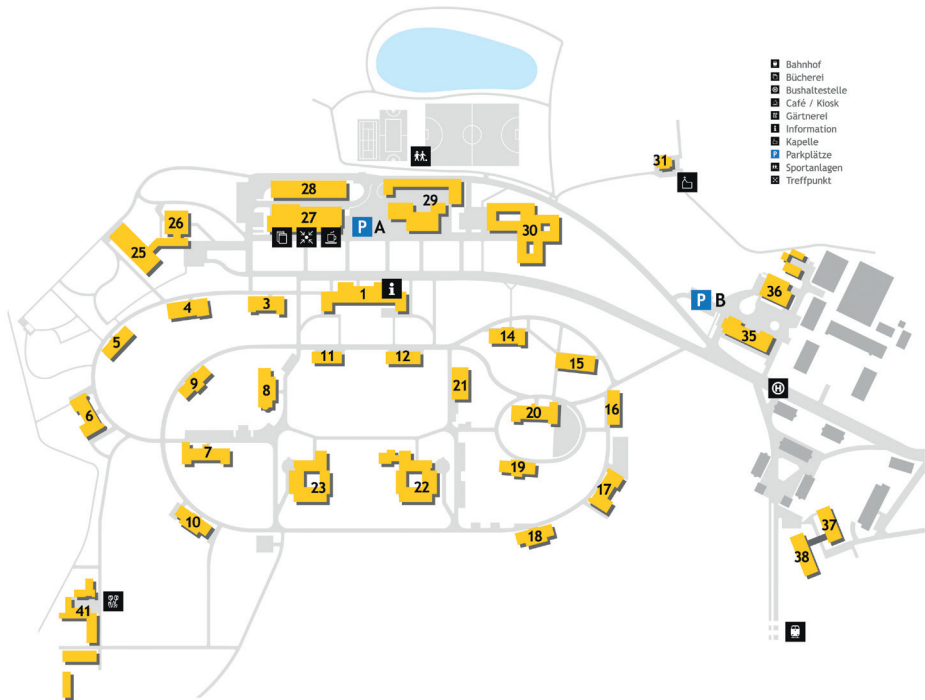 Bahnhof
Bücherei
H Bushaltestelle
Café / Kiosk
Gärtnerei
i Information
Kapelle
P Parkplätze
Sportanlagen
Treffpunkt
31
28
29
27
P A
26
30
25
36
1 i
3
4
P B
35
5
14
11
12
15
9
8
21
H
6
20
16
7
19
23
22
17
10
37
18
38
41